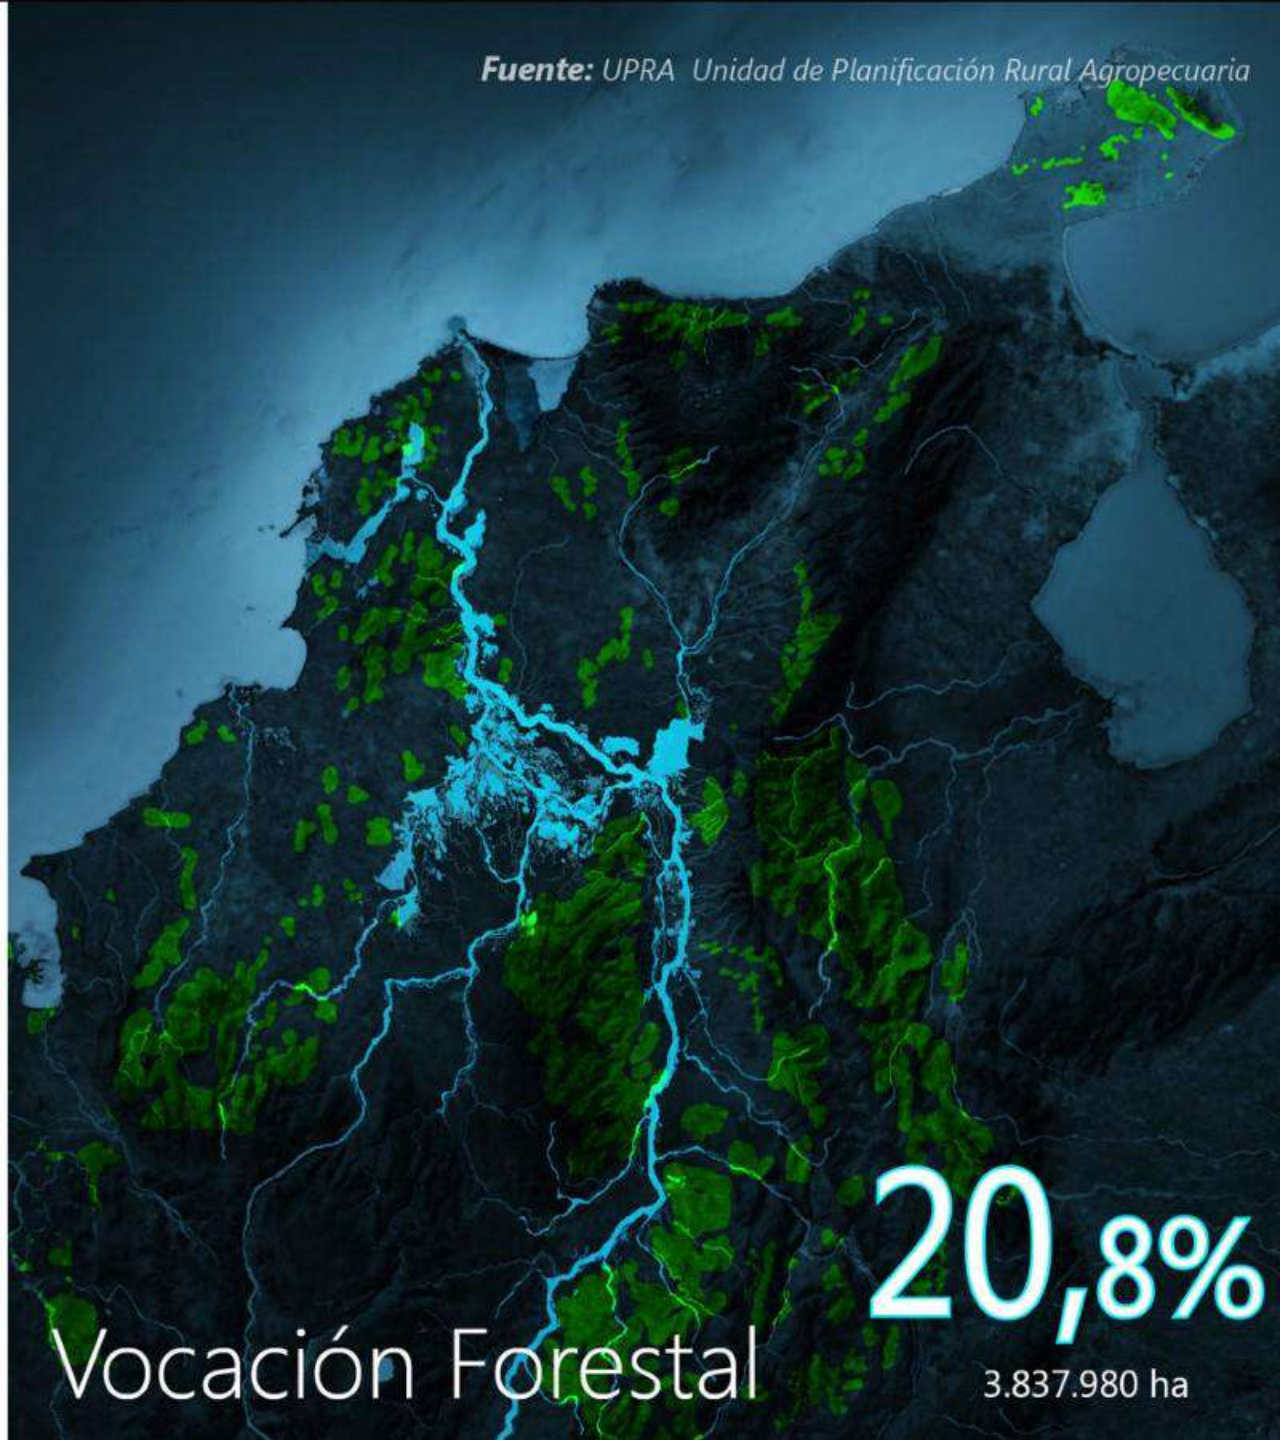 Fuente: UPRA Unidad de Planificación Rural Agropecuaria
20,8%
Vocación Forestal
3.837.980 ha